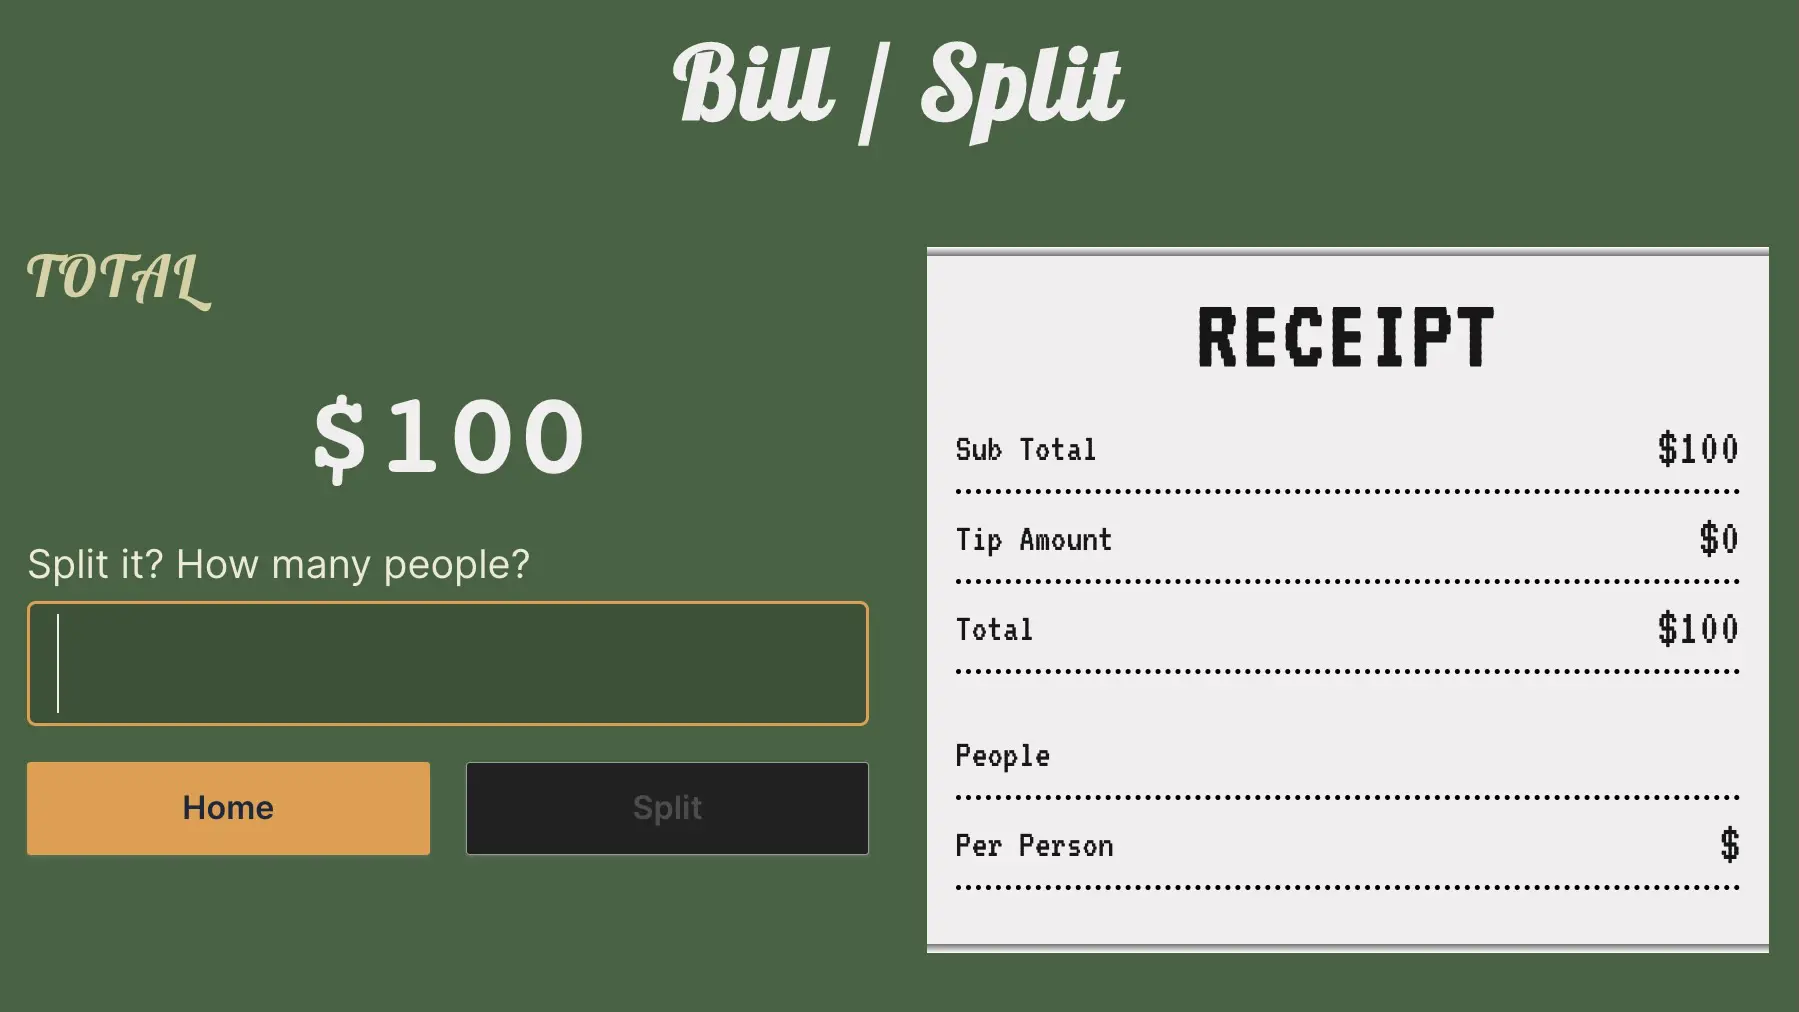 Bill / Split
TOTAL
$100
Split it? How many people?
Home
Split
RECEIPT
Sub Total $100
Tip Amount $0
Total $100
People
Per Person $